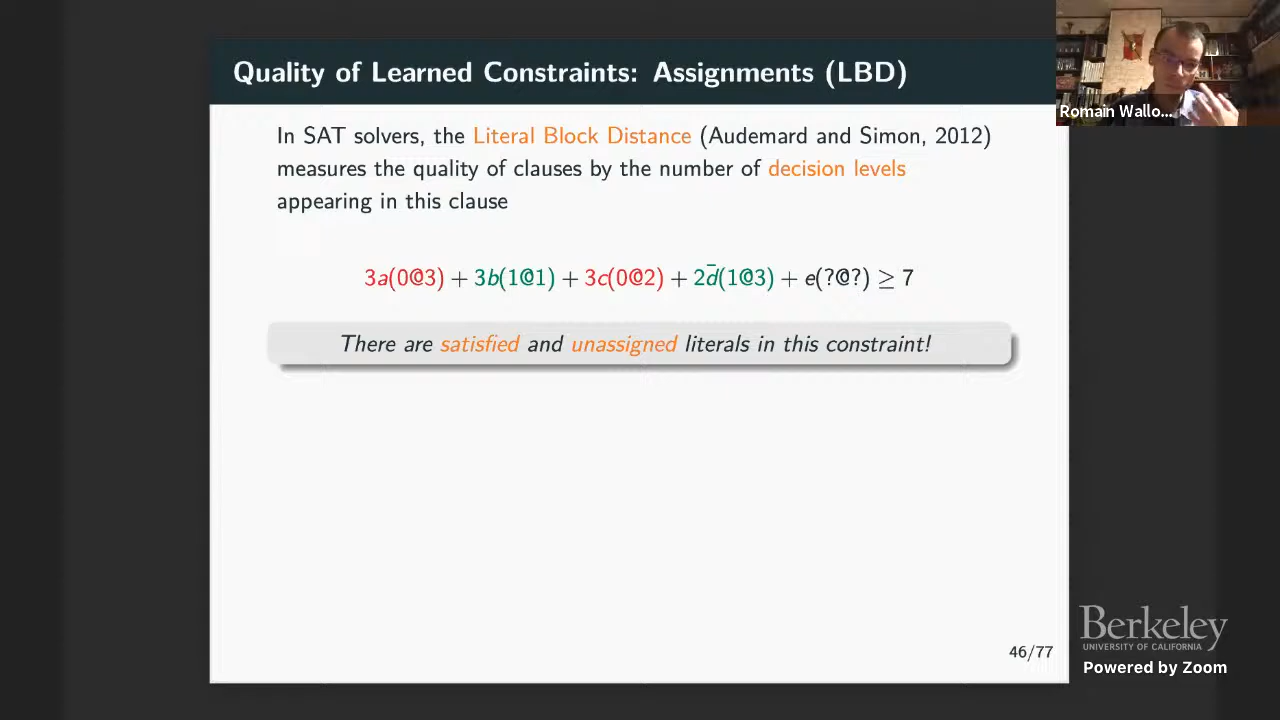 Quality of Learned Constraints: Assignments (LBD)
Romain Wallo...
In SAT solvers, the Literal Block Distance (Audemard and Simon, 2012)
measures the quality of clauses by the number of decision levels
appearing in this clause
3a(0@3) + 3b(1@1) + 3c(0@2) + 2d̄(1@3) + e(?@?) ≥ 7
There are satisfied and unassigned literals in this constraint!
46/77
Berkeley
UNIVERSITY OF CALIFORNIA
Powered by Zoom